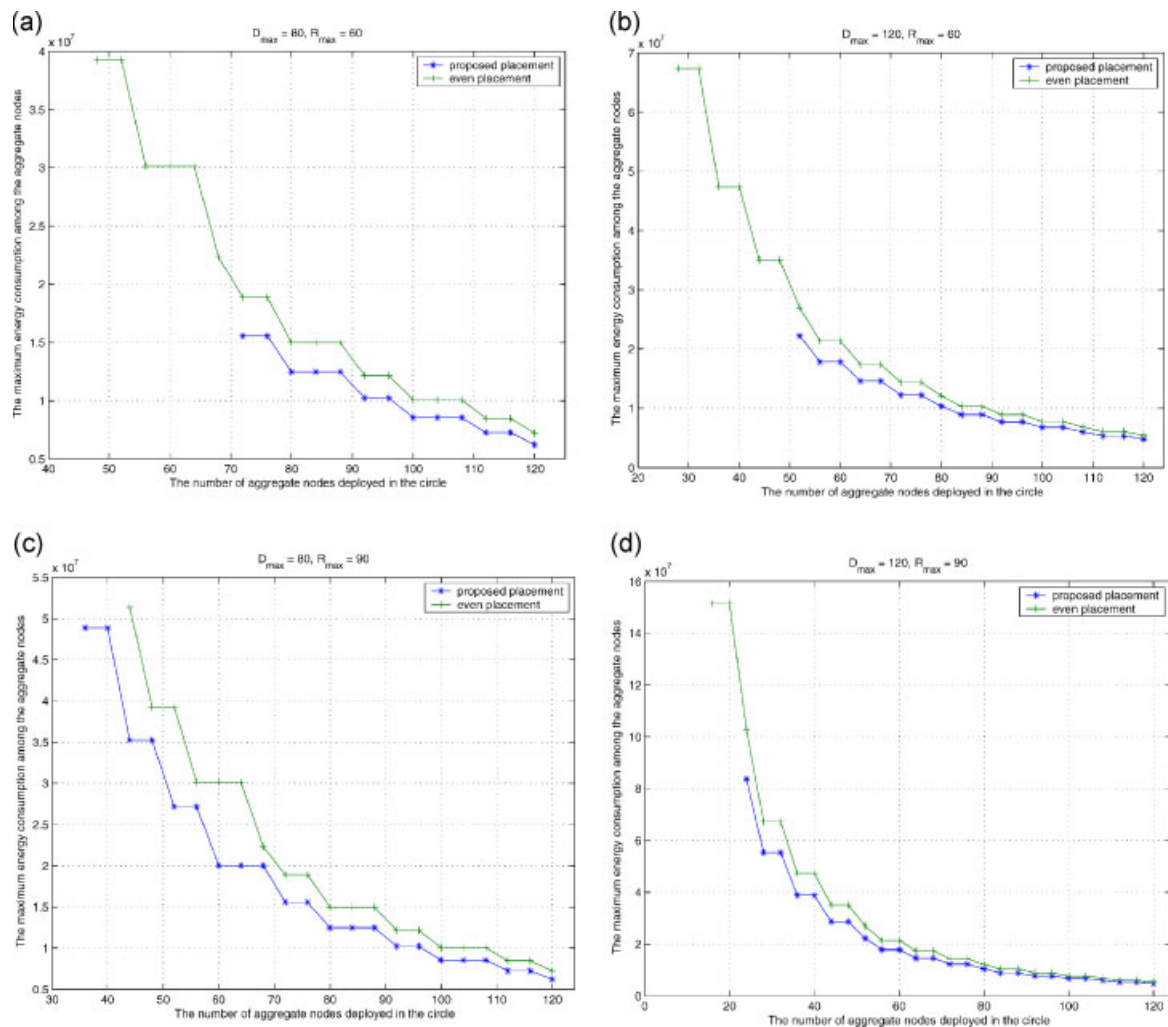 (a)
D max = 80, R max = 60
x 10^7
proposed placement
even placement
The maximum energy consumption among the aggregate nodes
4
3.5
3
2.5
2
1.5
1
0.5
40 50 60 70 80 90 100 110 120
The number of aggregate nodes deployed in the circle
(b)
D max = 120, R max = 60
x 10^7
proposed placement
even placement
The maximum energy consumption among the aggregate nodes
7
6
5
4
3
2
1
0
20 30 40 50 60 70 80 90 100 110 120
The number of aggregate nodes deployed in the circle
(c)
D max = 80, R max = 90
x 10^7
proposed placement
even placement
The maximum energy consumption among the aggregate nodes
5.5
5
4.5
4
3.5
3
2.5
2
1.5
1
0.5
30 40 50 60 70 80 90 100 110 120
The number of aggregate nodes deployed in the circle
(d)
D max = 120, R max = 90
x 10^7
proposed placement
even placement
The maximum energy consumption among the aggregate nodes
16
14
12
10
8
6
4
2
0
0 20 40 60 80 100 120
The number of aggregate nodes deployed in the circle